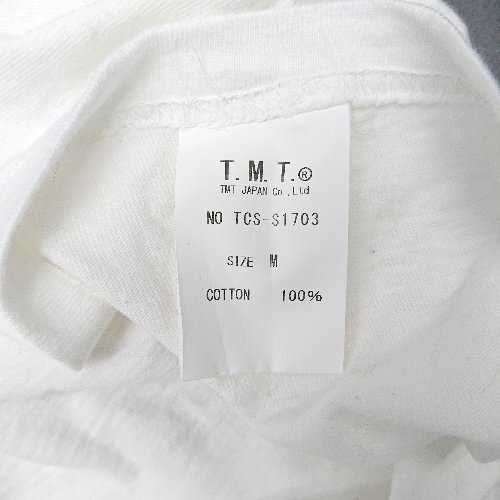 T.M.T.®
TMT JAPAN Co.,Ltd
NO TCS-S1703
SIZE M
COTTON 100%